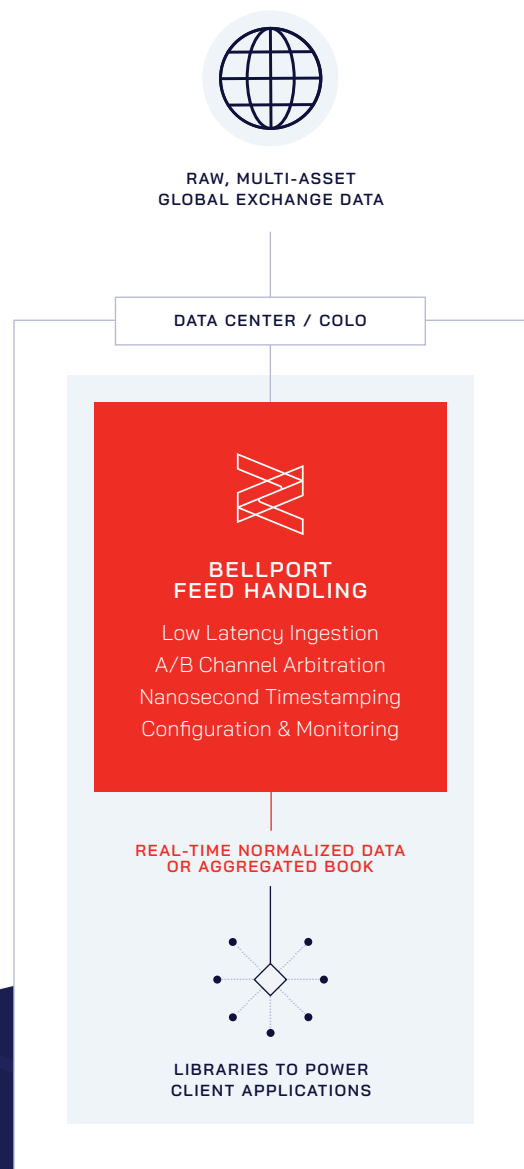 RAW, MULTI-ASSET
GLOBAL EXCHANGE DATA
DATA CENTER / COLO
BELLPORT
FEED HANDLING
Low Latency Ingestion
A/B Channel Arbitration
Nanosecond Timestamping
Configuration & Monitoring
REAL-TIME NORMALIZED DATA
OR AGGREGATED BOOK
LIBRARIES TO POWER
CLIENT APPLICATIONS